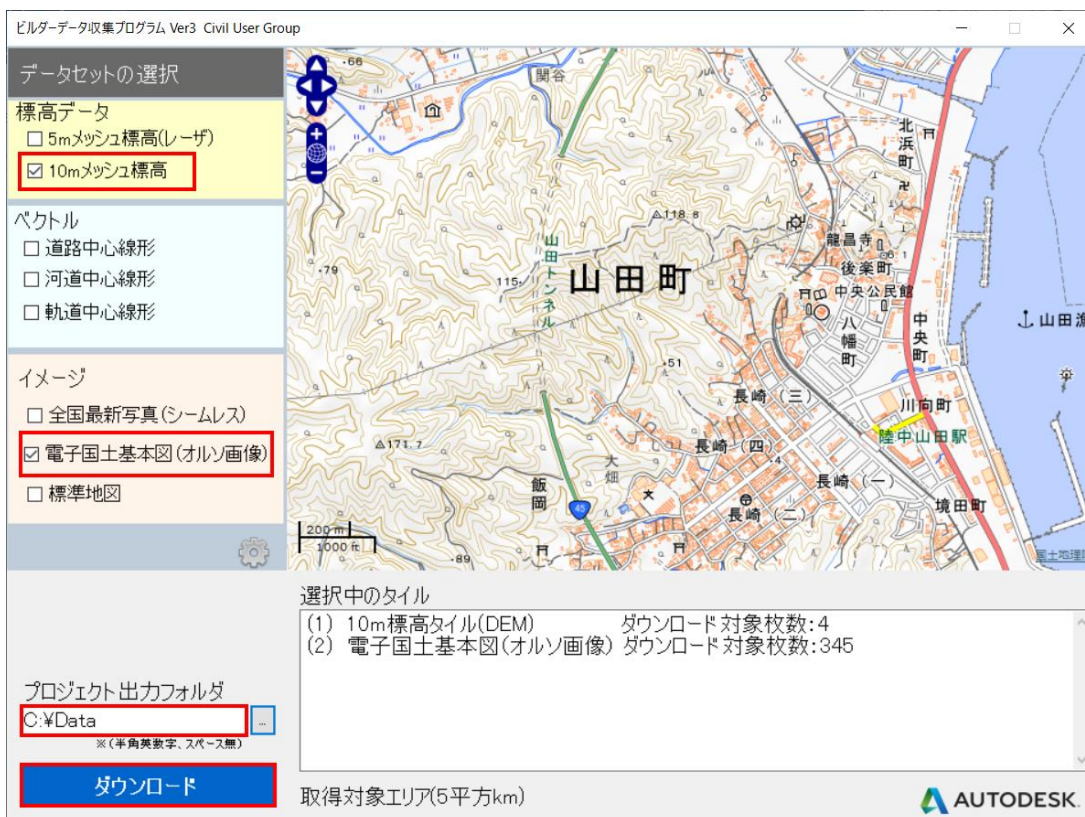 ビルダーデータ収集プログラム Ver3 Civil User Group
データセットの選択
標高データ
5mメッシュ標高(レーザ)
10mメッシュ標高
ベクトル
道路中心線形
河道中心線形
軌道中心線形
イメージ
全国最新写真(シームレス)
電子国土基本図(オルソ画像)
標準地図
66
関谷
北浜町
118.8
山田トンネル
79
115
山田町
龍昌寺
後楽町
中央公民館
八幡町
中央町
山田漁
51
長崎(三)
川向町
陸中山田駅
171.7
長崎(四)
大畑
飯岡
45
長崎(一)
長崎(二)
境田町
200 m
1000 ft
89
国土地理院
選択中のタイル
(1) 10m標高タイル(DEM) ダウンロード対象枚数:4
(2) 電子国土基本図(オルソ画像) ダウンロード対象枚数:345
プロジェクト出力フォルダ
C:¥Data
...
※(半角英数字、スペース無)
ダウンロード
取得対象エリア(5平方km)
AUTODESK.